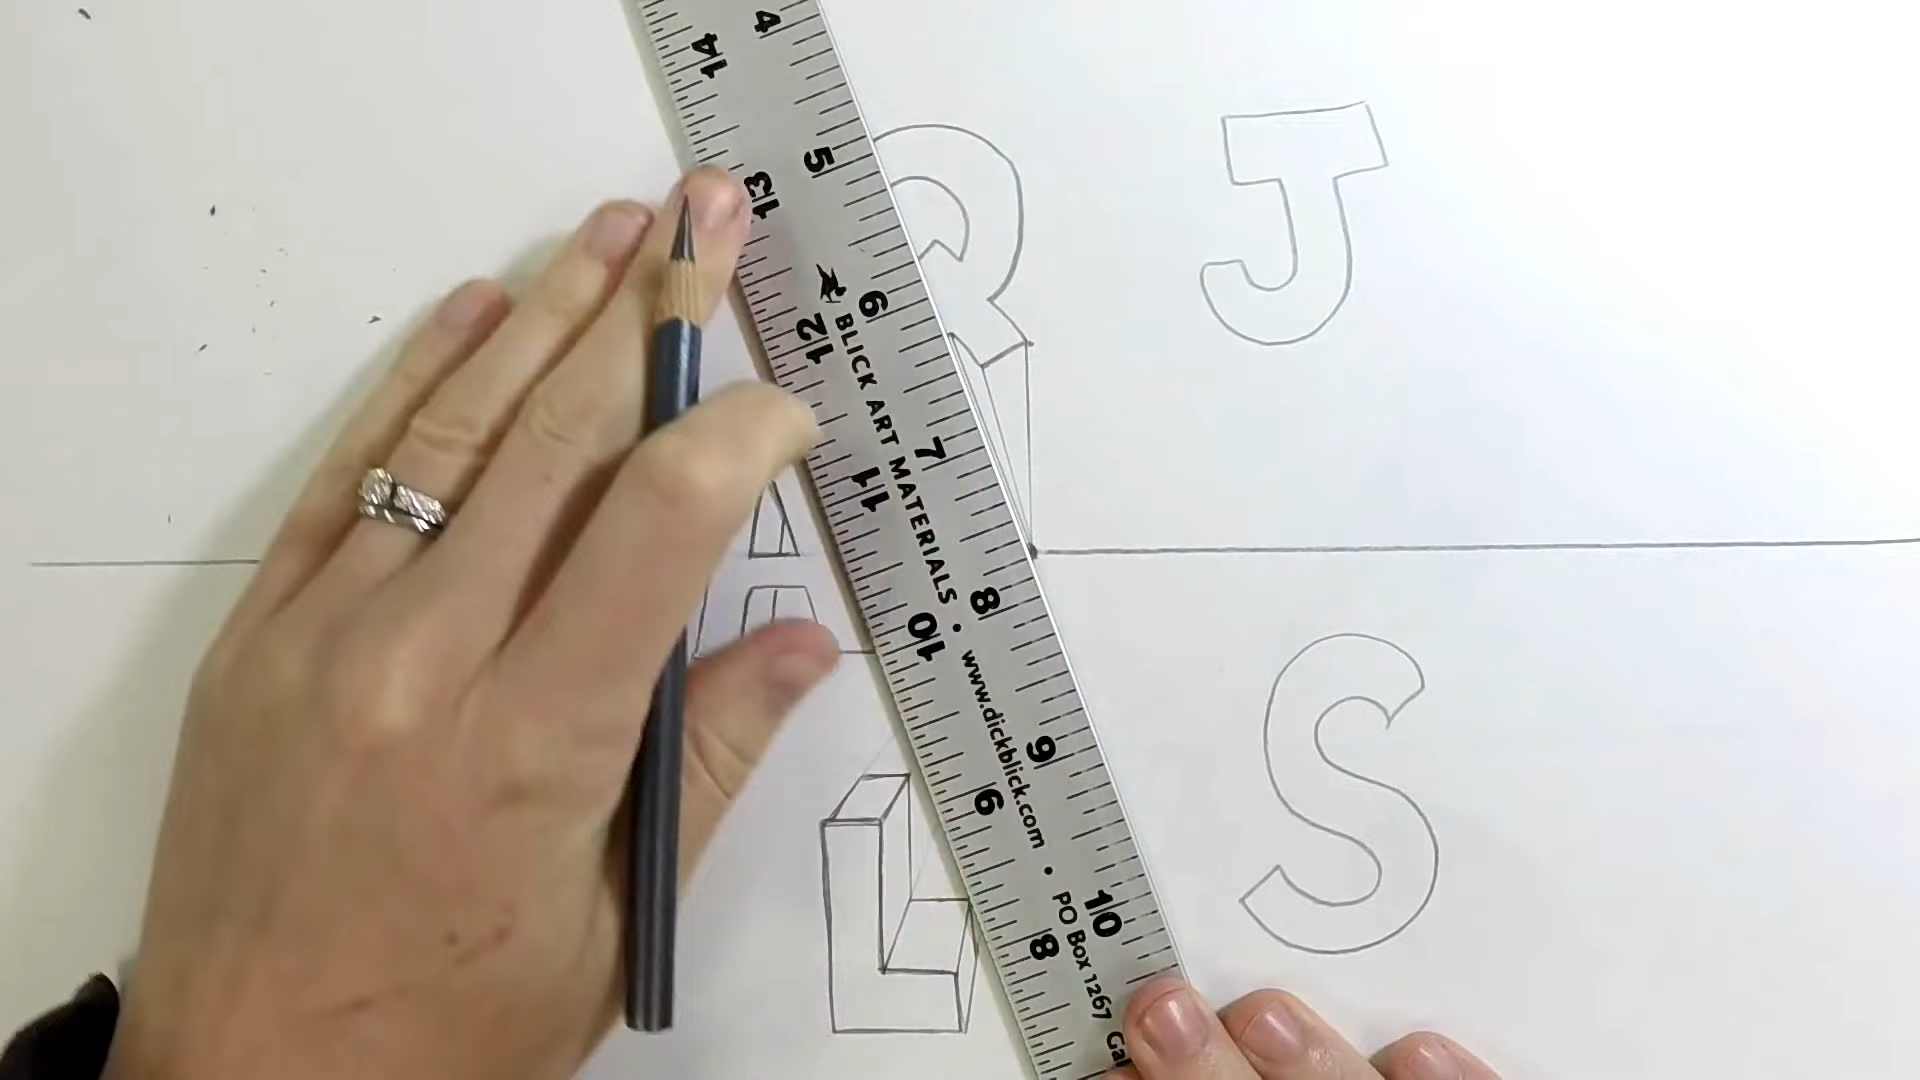 4
5
6
7
8
9
10
14
13
12
11
10
9
8
BLICK ART MATERIALS • www.dickblick.com • PO Box 1267 Gal
Q
J
A
L
S